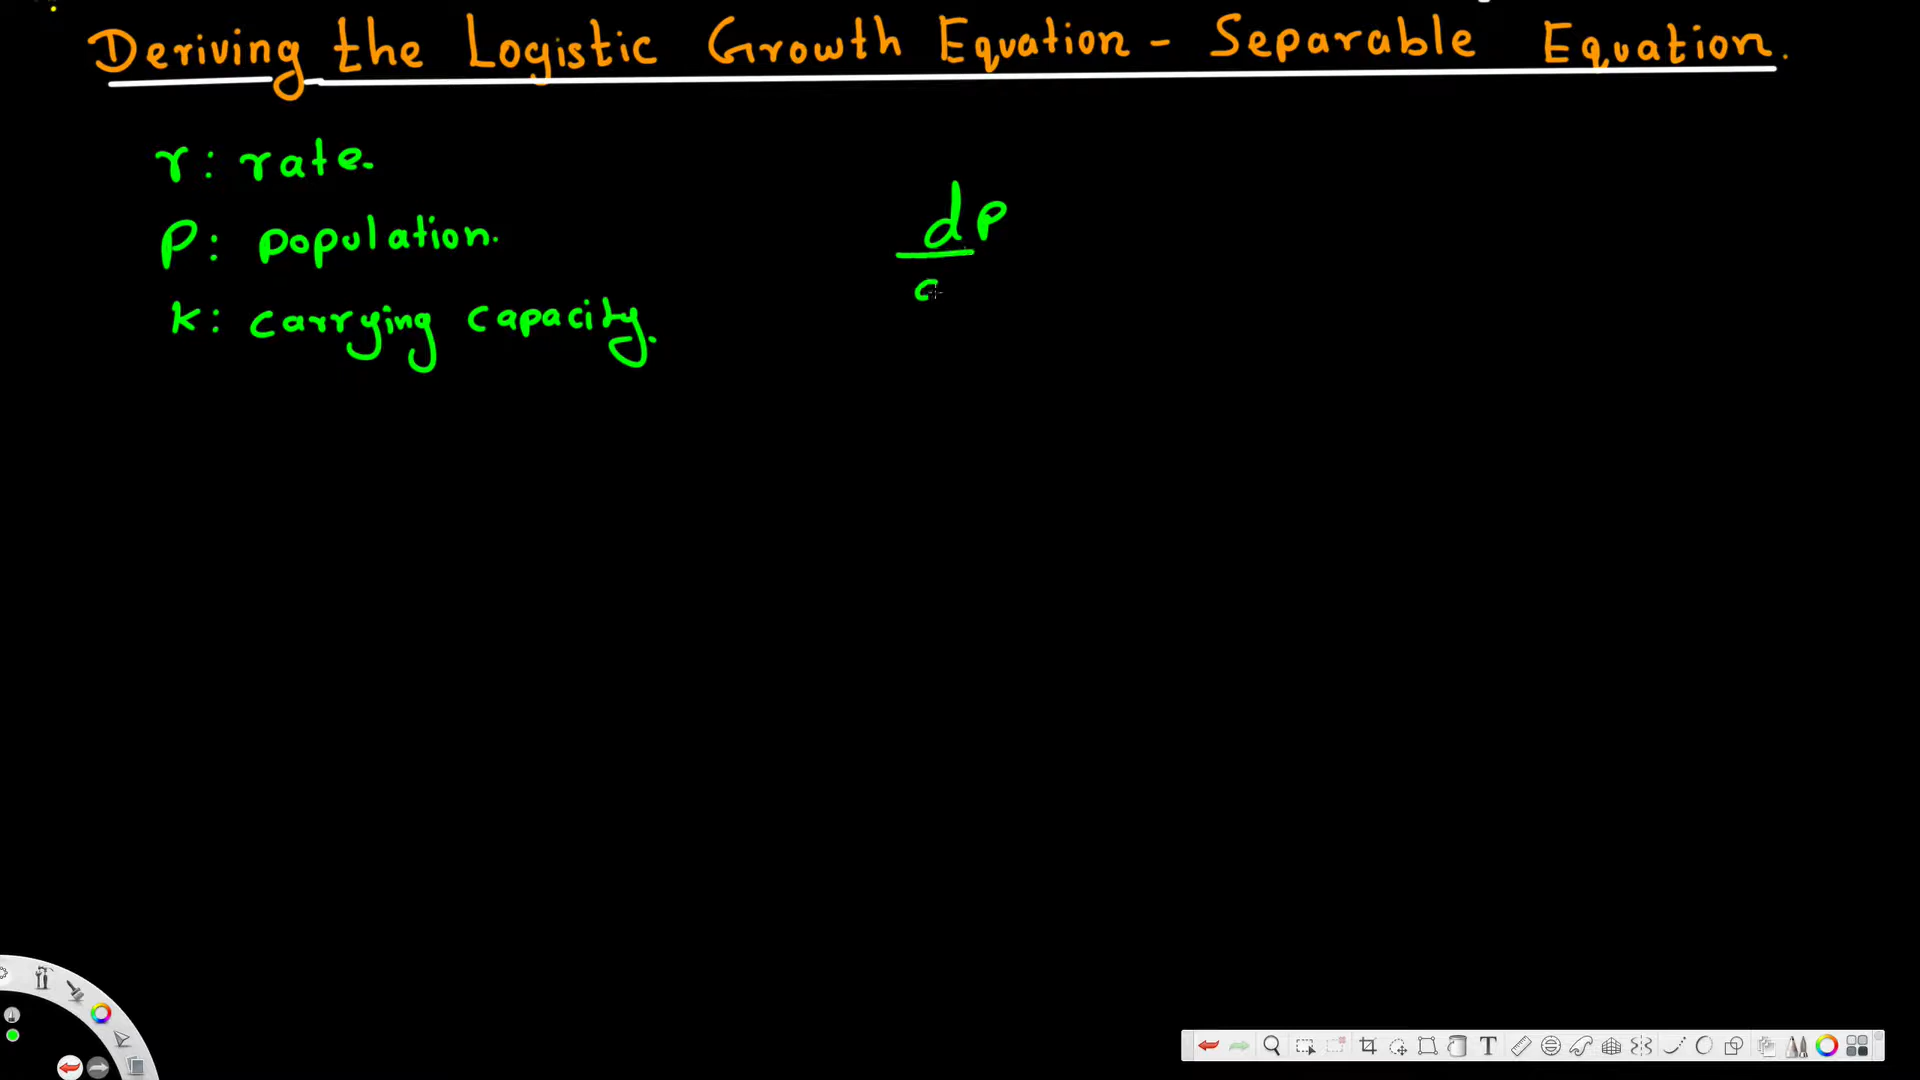 Deriving the Logistic Growth Equation - Separable Equation.
r: rate.
P: population.
k: carrying capacity.
dP
T